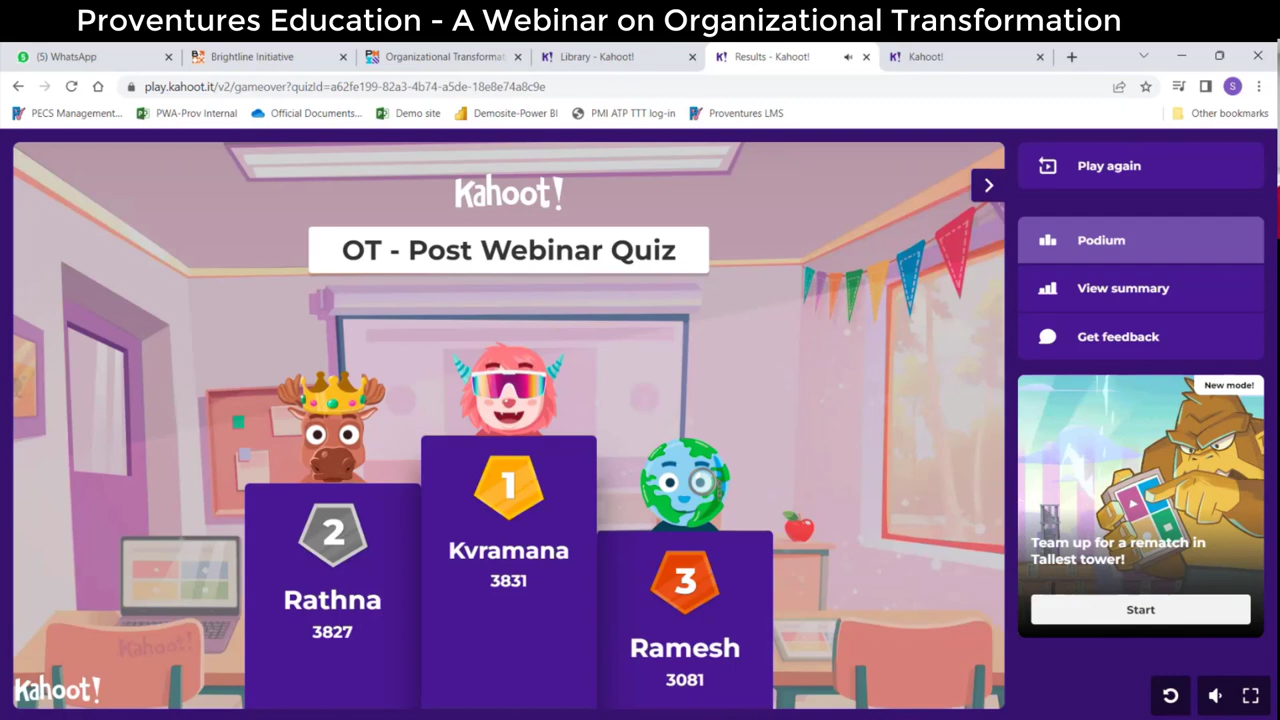 Proventures Education - A Webinar on Organizational Transformation
(5) WhatsApp
Brightline Initiative
Organizational Transformat
Library - Kahoot!
Results - Kahoot!
Kahoot!
play.kahoot.it/v2/gameover?quizId=a62fe199-82a3-4b74-a5de-18e8e74a8c9e
S
PECS Management...
PWA-Prov Internal
Official Documents...
Demo site
Demosite-Power BI
PMI ATP TTT log-in
Proventures LMS
Other bookmarks
Kahoot!
OT - Post Webinar Quiz
1
Kvramana
3831
2
Rathna
3827
3
Ramesh
3081
Kahoot!
Kahoot!
Play again
Podium
View summary
Get feedback
New mode!
Team up for a rematch in
Tallest tower!
Start